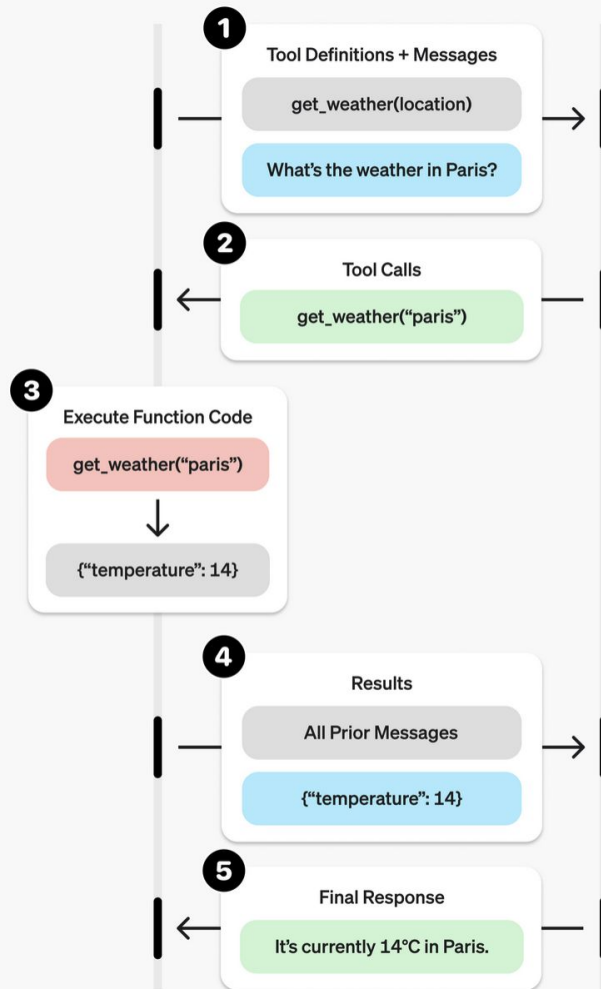 1
Tool Definitions + Messages
get_weather(location)
What’s the weather in Paris?
2
Tool Calls
get_weather(“paris”)
3
Execute Function Code
get_weather(“paris”)
{“temperature”: 14}
4
Results
All Prior Messages
{“temperature”: 14}
5
Final Response
It’s currently 14°C in Paris.